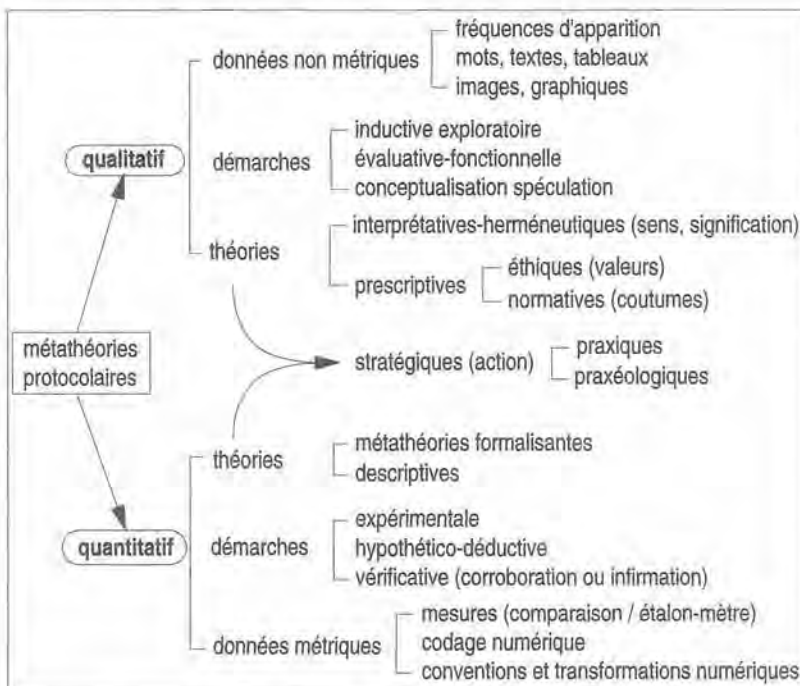 fréquences d'apparition
données non métriques
mots, textes, tableaux
images, graphiques
qualitatif
inductive exploratoire
démarches
évaluative-fonctionnelle
conceptualisation spéculation
interprétatives-herméneutiques (sens, signification)
théories
éthiques (valeurs)
prescriptives
normatives (coutumes)
métathéories
protocolaires
stratégiques (action)
praxiques
praxéologiques
théories
métathéories formalisantes
descriptives
expérimentale
quantitatif
démarches
hypothético-déductive
vérificative (corroboration ou infirmation)
mesures (comparaison / étalon-mètre)
données métriques
codage numérique
conventions et transformations numériques